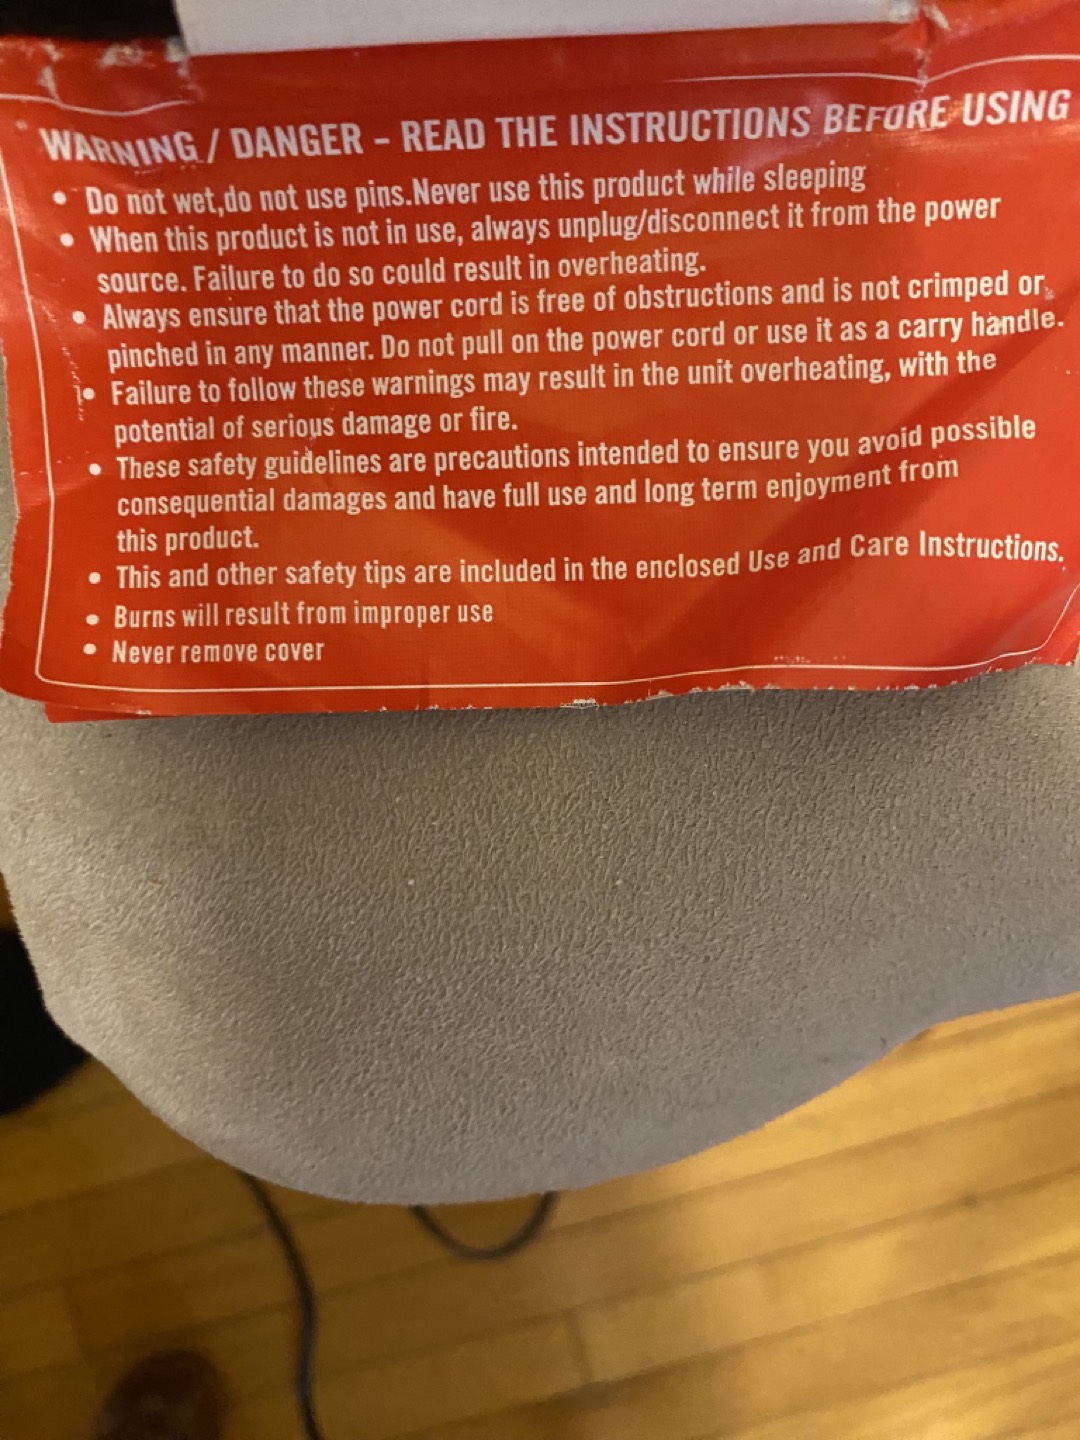 WARNING / DANGER - READ THE INSTRUCTIONS BEFORE USING
• Do not wet,do not use pins.Never use this product while sleeping
• When this product is not in use, always unplug/disconnect it from the power
source. Failure to do so could result in overheating.
• Always ensure that the power cord is free of obstructions and is not crimped or
pinched in any manner. Do not pull on the power cord or use it as a carry handle.
• Failure to follow these warnings may result in the unit overheating, with the
potential of serious damage or fire.
• These safety guidelines are precautions intended to ensure you avoid possible
consequential damages and have full use and long term enjoyment from
this product.
• This and other safety tips are included in the enclosed Use and Care Instructions.
• Burns will result from improper use
• Never remove cover